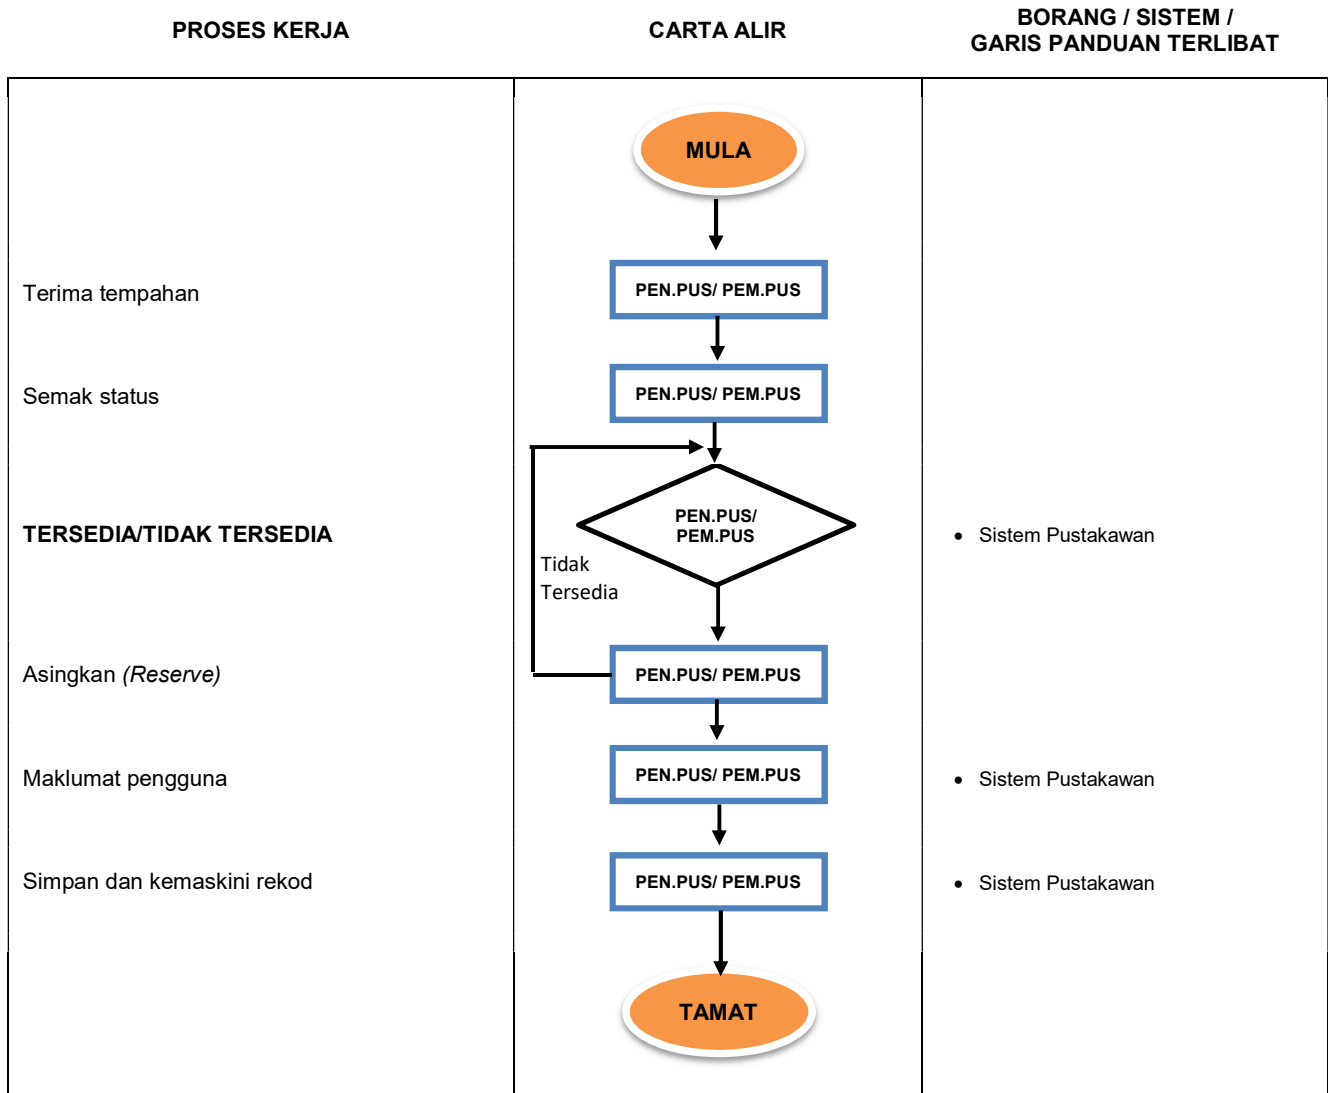 PROSES KERJA
CARTA ALIR
BORANG / SISTEM /
GARIS PANDUAN TERLIBAT
MULA
Terima tempahan
PEN.PUS/ PEM.PUS
Semak status
PEN.PUS/ PEM.PUS
TERSEDIA/TIDAK TERSEDIA
PEN.PUS/
PEM.PUS
• Sistem Pustakawan
Tidak
Tersedia
Asingkan (Reserve)
PEN.PUS/ PEM.PUS
Maklumat pengguna
PEN.PUS/ PEM.PUS
• Sistem Pustakawan
Simpan dan kemaskini rekod
PEN.PUS/ PEM.PUS
• Sistem Pustakawan
TAMAT